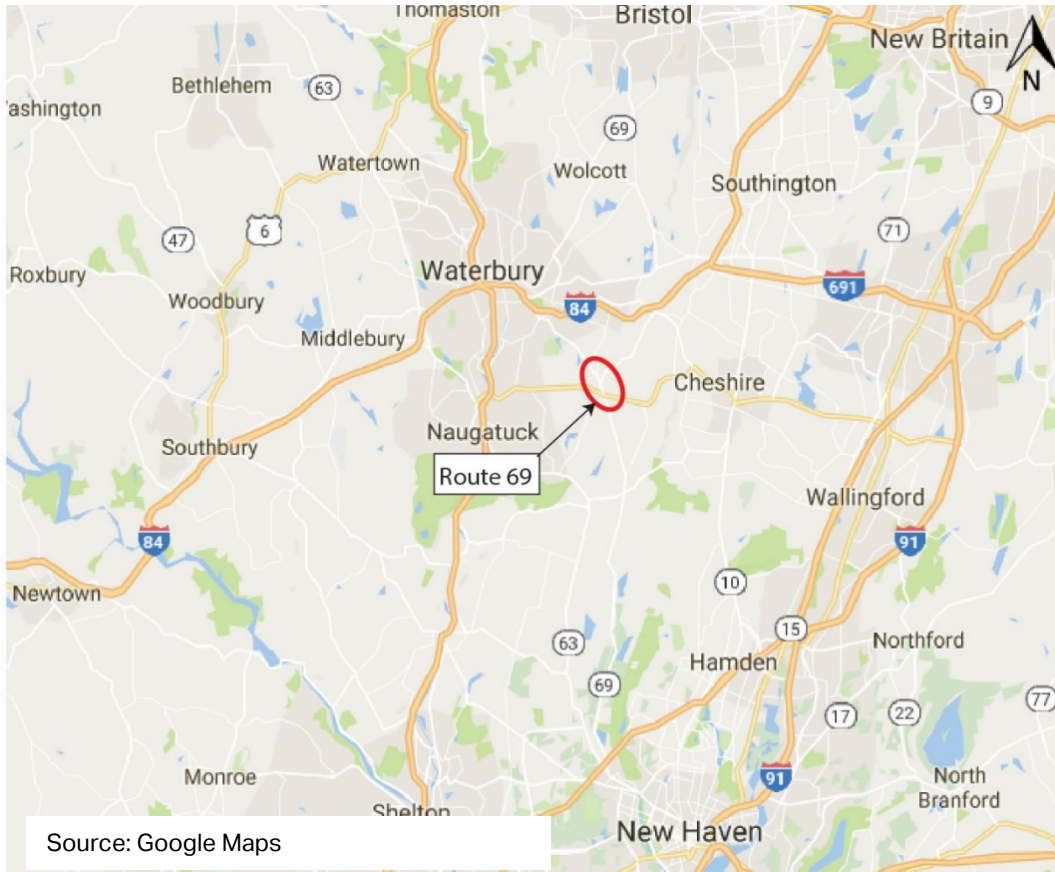 Thomaston
Bristol
New Britain
N
Bethlehem
63
9
ashington
69
Watertown
Wolcott
Southington
47
6
71
Roxbury
Waterbury
691
Woodbury
84
Middlebury
Cheshire
Naugatuck
Southbury
Route 69
Wallingford
84
91
Newtown
10
63
15
Northford
Hamden
69
77
17
22
Monroe
91
North
Branford
Shelton
New Haven
Source: Google Maps